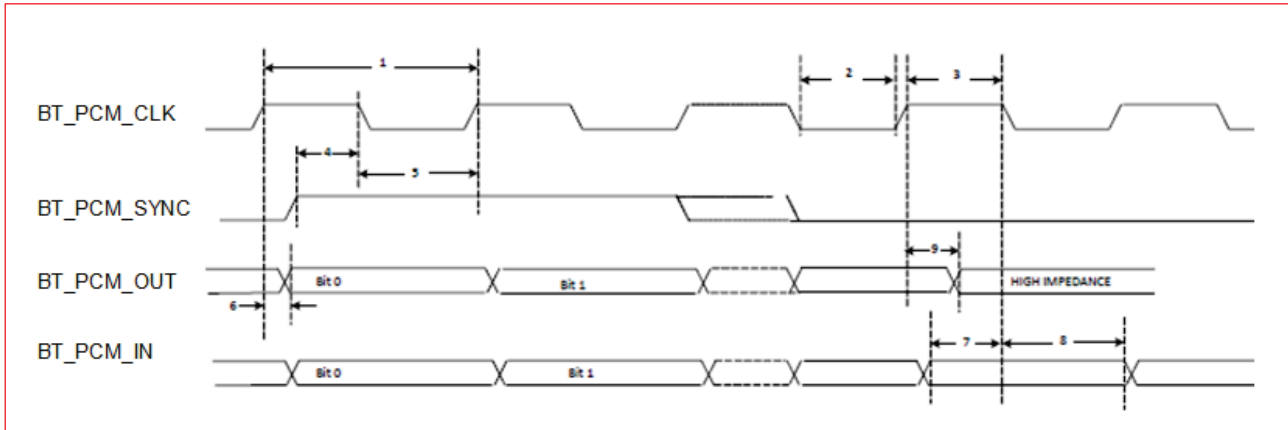 1
2
3
BT_PCM_CLK
4
5
BT_PCM_SYNC
9
BT_PCM_OUT
Bit 0
Bit 1
HIGH IMPEDANCE
6
BT_PCM_IN
7
8
Bit 0
Bit 1